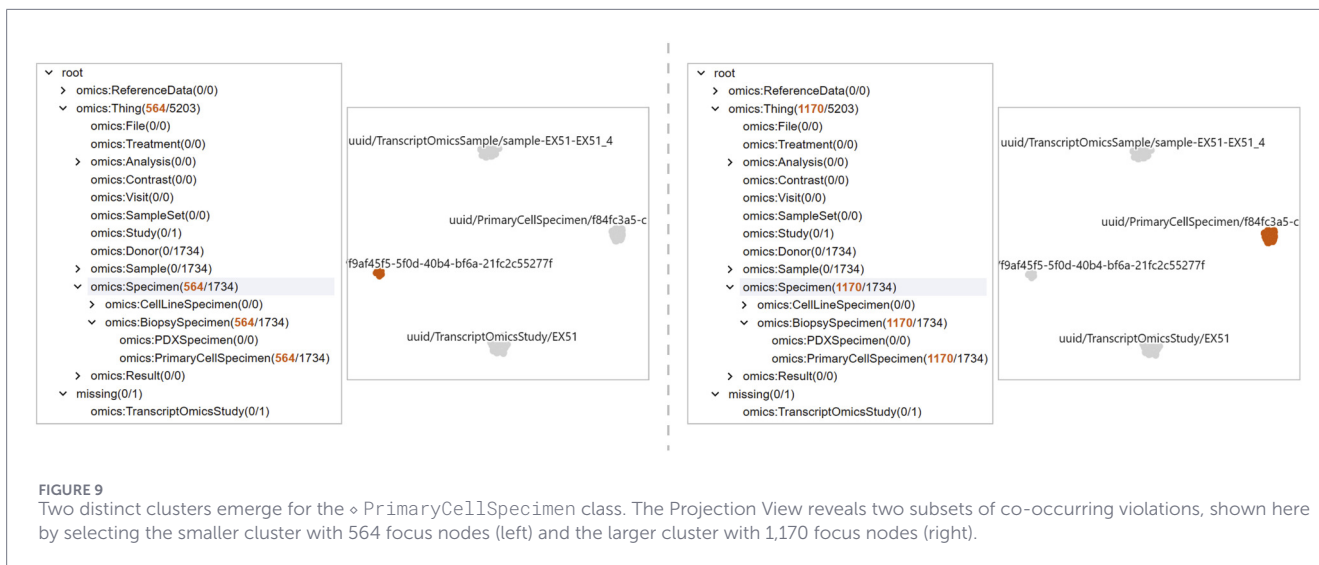 root
omics:ReferenceData(0/0)
omics:Thing(564/5203)
omics:File(0/0)
omics:Treatment(0/0)
omics:Analysis(0/0)
omics:Contrast(0/0)
omics:Visit(0/0)
omics:SampleSet(0/0)
omics:Study(0/1)
omics:Donor(0/1734)
omics:Sample(0/1734)
omics:Specimen(564/1734)
omics:CellLineSpecimen(0/0)
omics:BiopsySpecimen(564/1734)
omics:PDXSpecimen(0/0)
omics:PrimaryCellSpecimen(564/1734)
omics:Result(0/0)
missing(0/1)
omics:TranscriptOmicsStudy(0/1)
uuid/TranscriptOmicsSample/sample-EX51-EX51_4
uuid/PrimaryCellSpecimen/f84fc3a5-c
/f9af45f5-5f0d-40b4-bf6a-21fc2c55277f
uuid/TranscriptOmicsStudy/EX51
root
omics:ReferenceData(0/0)
omics:Thing(1170/5203)
omics:File(0/0)
omics:Treatment(0/0)
omics:Analysis(0/0)
omics:Contrast(0/0)
omics:Visit(0/0)
omics:SampleSet(0/0)
omics:Study(0/1)
omics:Donor(0/1734)
omics:Sample(0/1734)
omics:Specimen(1170/1734)
omics:CellLineSpecimen(0/0)
omics:BiopsySpecimen(1170/1734)
omics:PDXSpecimen(0/0)
omics:PrimaryCellSpecimen(1170/1734)
omics:Result(0/0)
missing(0/1)
omics:TranscriptOmicsStudy(0/1)
uuid/TranscriptOmicsSample/sample-EX51-EX51_4
uuid/PrimaryCellSpecimen/f84fc3a5-c
/f9af45f5-5f0d-40b4-bf6a-21fc2c55277f
uuid/TranscriptOmicsStudy/EX51
FIGURE 9
Two distinct clusters emerge for the ⋄ PrimaryCellSpecimen class. The Projection View reveals two subsets of co-occurring violations, shown here
by selecting the smaller cluster with 564 focus nodes (left) and the larger cluster with 1,170 focus nodes (right).